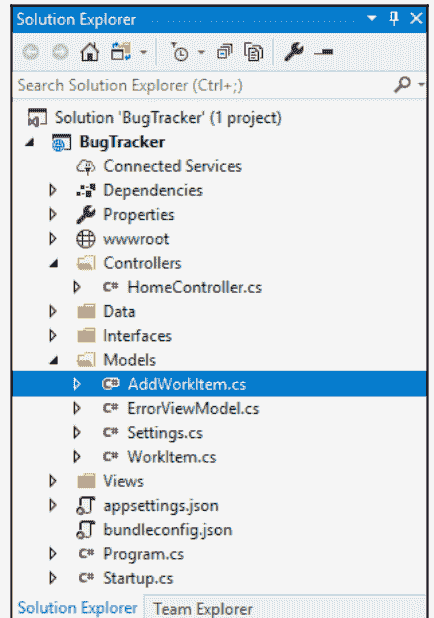 Solution Explorer
Search Solution Explorer (Ctrl+;)
Solution 'BugTracker' (1 project)
BugTracker
Connected Services
Dependencies
Properties
wwwroot
Controllers
C# HomeController.cs
Data
Interfaces
Models
C# AddWorkItem.cs
C# ErrorViewModel.cs
C# Settings.cs
C# WorkItem.cs
Views
appsettings.json
bundleconfig.json
C# Program.cs
C# Startup.cs
Solution Explorer Team Explorer